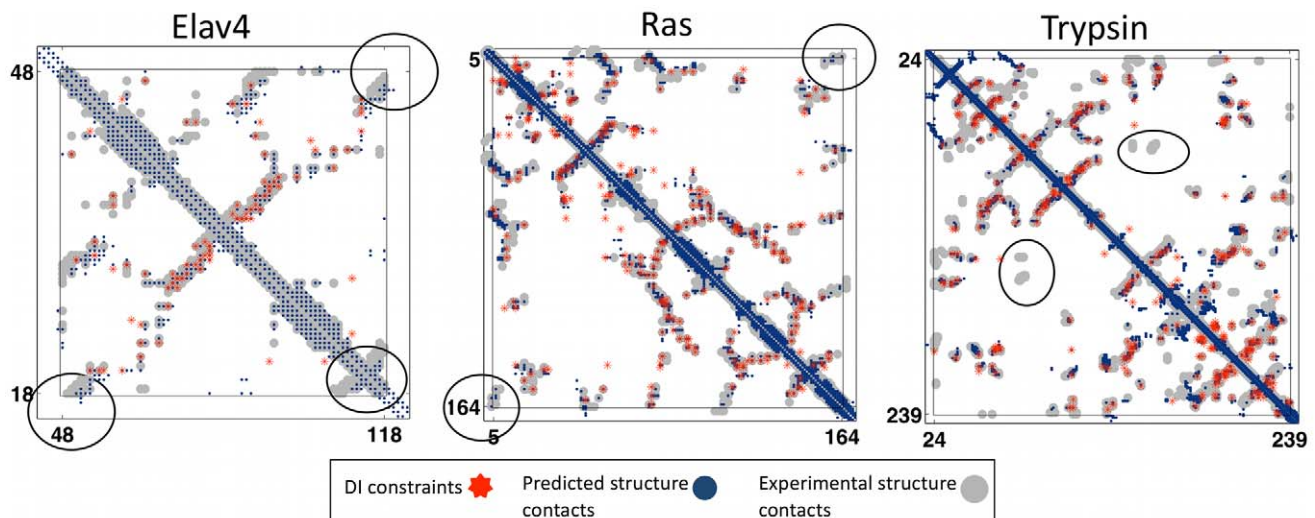 Elav4
Ras
Trypsin
48
18
48
118
5
164
5
164
24
239
24
239
DI constraints
Predicted structure
contacts
Experimental structure
contacts